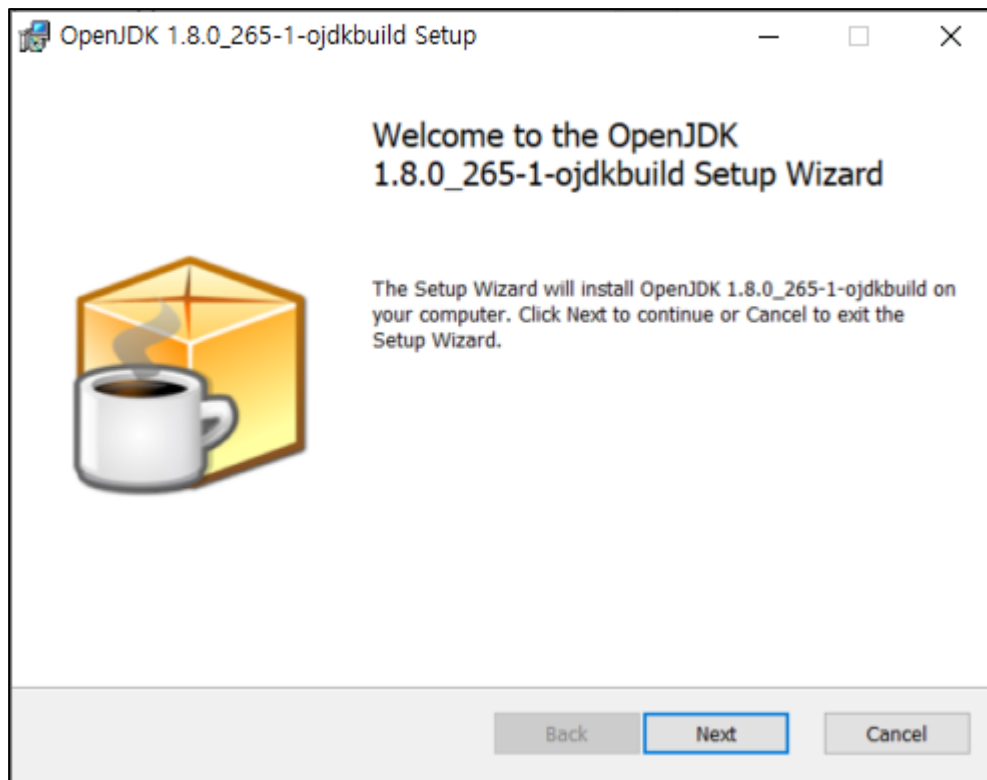 OpenJDK 1.8.0_265-1-ojdkbuild Setup
Welcome to the OpenJDK
1.8.0_265-1-ojdkbuild Setup Wizard
The Setup Wizard will install OpenJDK 1.8.0_265-1-ojdkbuild on
your computer. Click Next to continue or Cancel to exit the
Setup Wizard.
Back
Next
Cancel